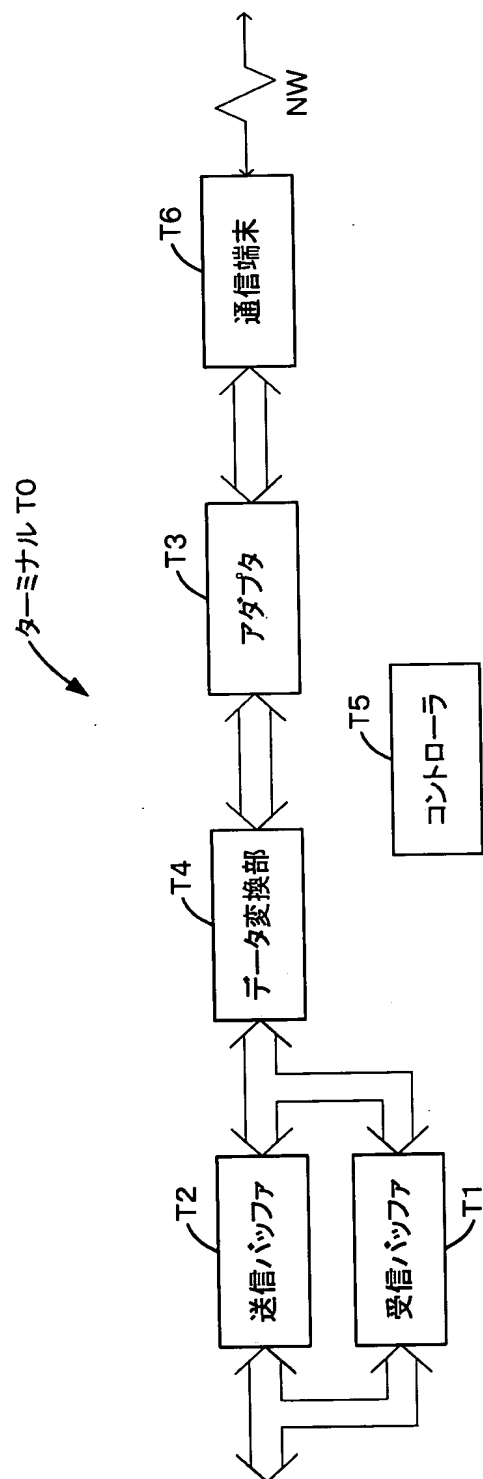 ターミナル T0
T2
送信バッファ
受信バッファ
T1
T4
データ変換部
T3
アダプタ
T6
通信端末
NW
T5
コントローラ